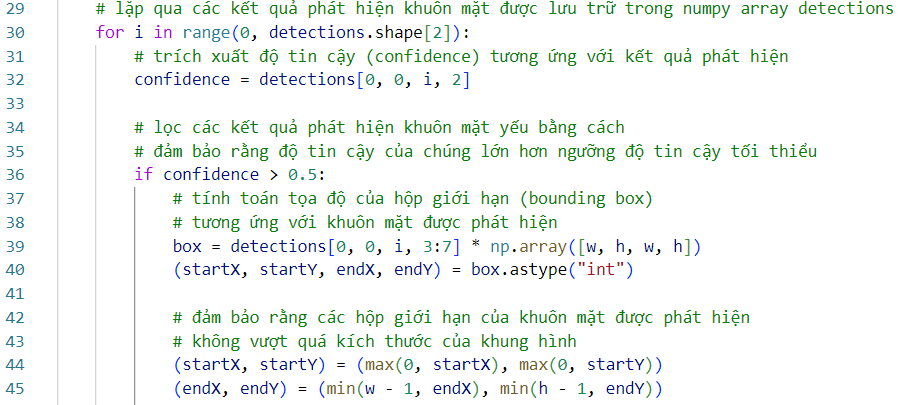 29 # lặp qua các kết quả phát hiện khuôn mặt được lưu trữ trong numpy array detections
30 for i in range(0, detections.shape[2]):
31 # trích xuất độ tin cậy (confidence) tương ứng với kết quả phát hiện
32 confidence = detections[0, 0, i, 2]
33
34 # lọc các kết quả phát hiện khuôn mặt yếu bằng cách
35 # đảm bảo rằng độ tin cậy của chúng lớn hơn ngưỡng độ tin cậy tối thiểu
36 if confidence > 0.5:
37 # tính toán tọa độ của hộp giới hạn (bounding box)
38 # tương ứng với khuôn mặt được phát hiện
39 box = detections[0, 0, i, 3:7] * np.array([w, h, w, h])
40 (startX, startY, endX, endY) = box.astype("int")
41
42 # đảm bảo rằng các hộp giới hạn của khuôn mặt được phát hiện
43 # không vượt quá kích thước của khung hình
44 (startX, startY) = (max(0, startX), max(0, startY))
45 (endX, endY) = (min(w - 1, endX), min(h - 1, endY))